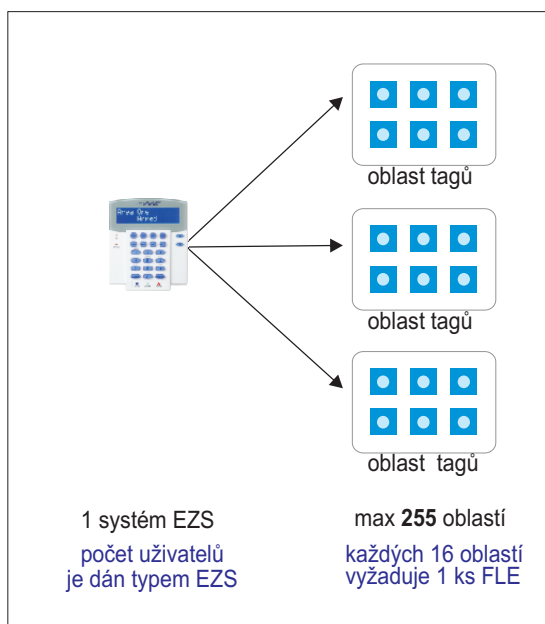 oblast tagů
oblast tagů
oblast tagů
1 systém EZS
počet uživatelů
je dán typem EZS
max 255 oblastí
každých 16 oblastí
vyžaduje 1 ks FLE